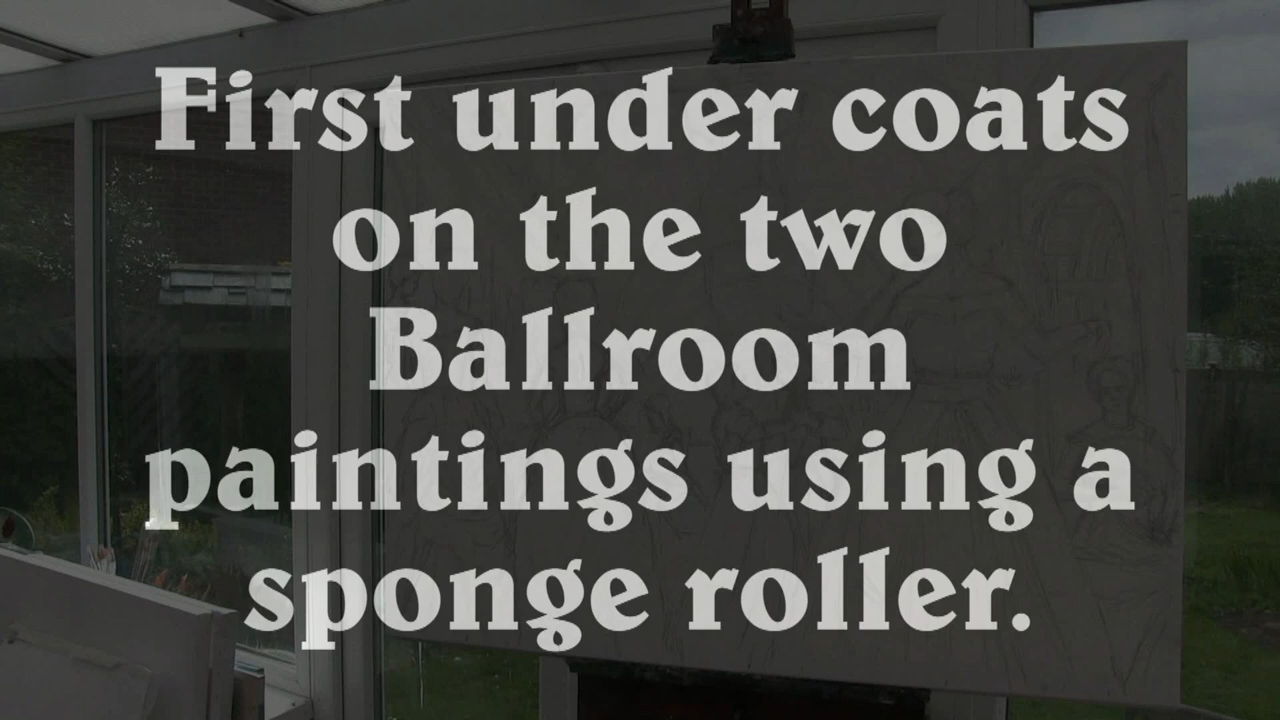 First under coats
on the two
Ballroom
paintings using a
sponge roller.